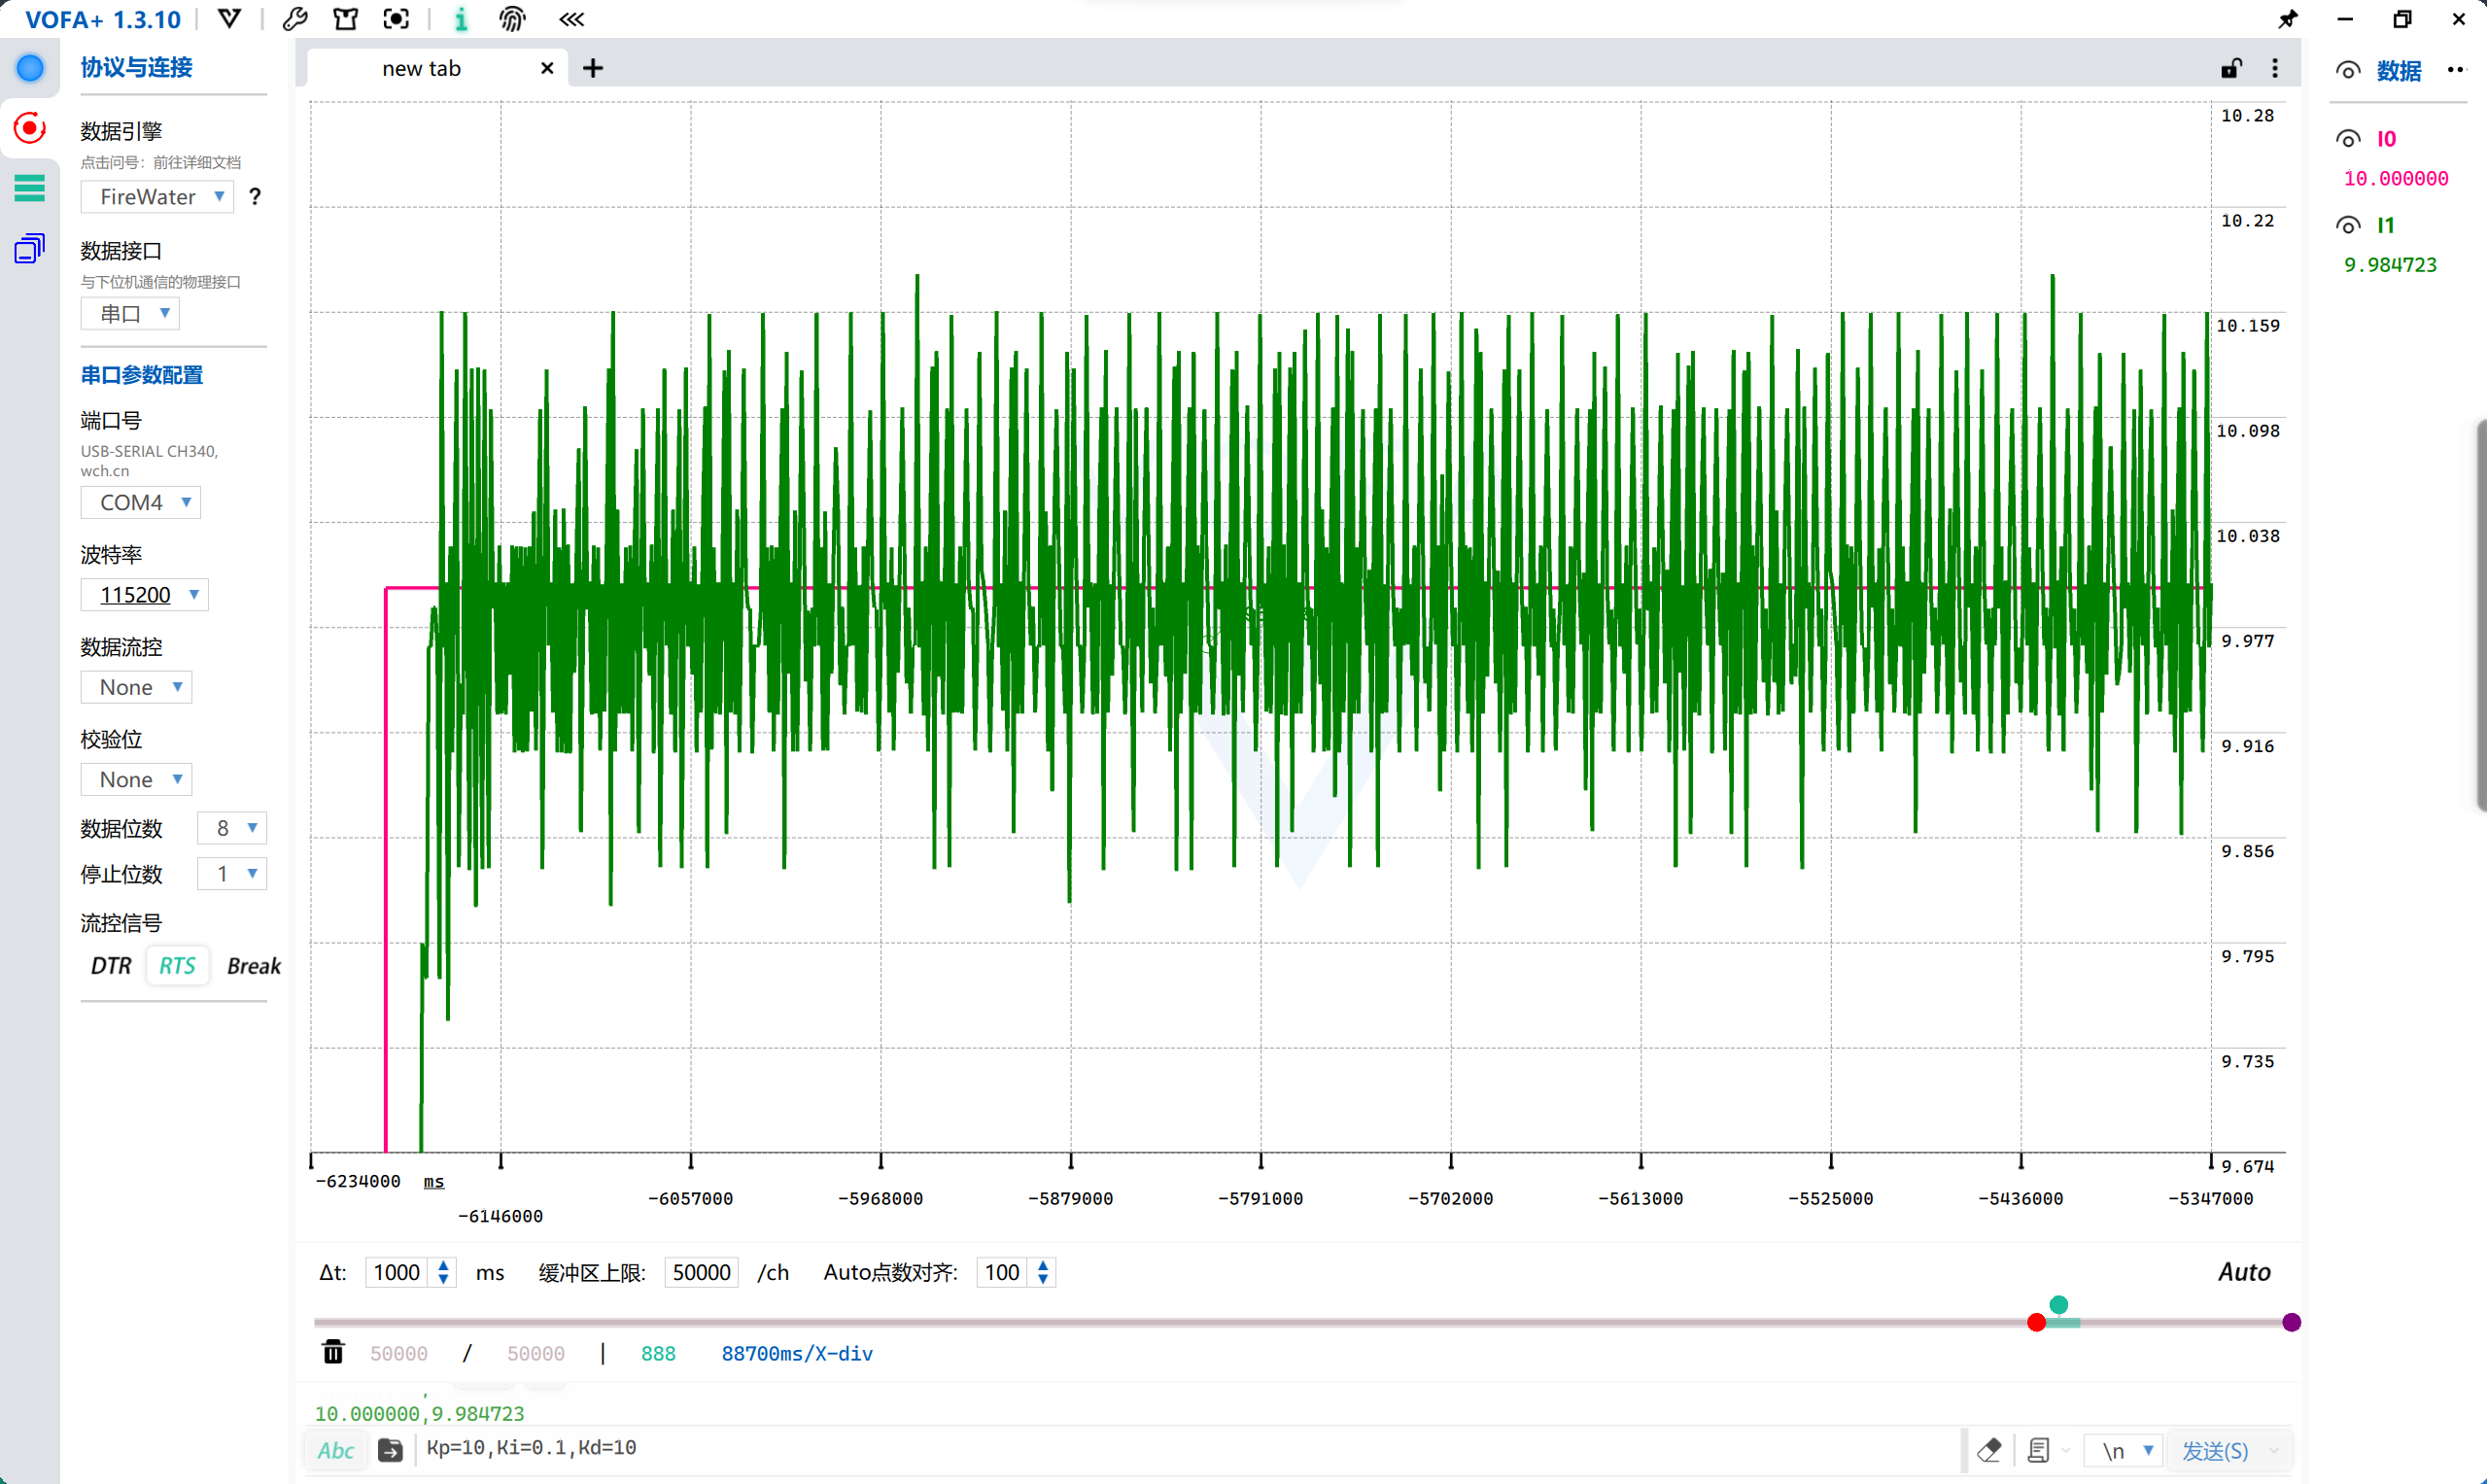 VOFA+ 1.3.10
协议与连接
数据引擎
点击问号：前往详细文档
FireWater ?
数据接口
与下位机通信的物理接口
串口
串口参数配置
端口号
USB-SERIAL CH340,
wch.cn
COM4
波特率
115200
数据流控
None
校验位
None
数据位数 8
停止位数 1
流控信号
DTR RTS Break
new tab
10.28
10.22
10.159
10.098
10.038
9.977
9.916
9.856
9.795
9.735
9.674
-6234000 ms
-6146000
-6057000
-5968000
-5879000
-5791000
-5702000
-5613000
-5525000
-5436000
-5347000
Δt: 1000 ms 缓冲区上限: 50000 /ch Auto点数对齐: 100 Auto
50000 / 50000 | 888 88700ms/X-div
10.000000,9.984723
Abc Kp=10,Ki=0.1,Kd=10 \n 发送(S)
数据
I0
10.000000
I1
9.984723